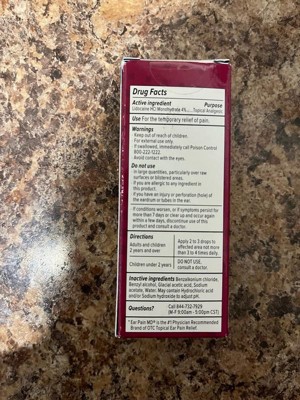 Drug Facts
Active ingredient Purpose
Lidocaine HCl Monohydrate 4%.....Topical Analgesic
Use For the temporary relief of pain.
Warnings
Keep out of reach of children.
For external use only.
If swallowed, immediately call Poison Control
800-222-1222.
Avoid contact with the eyes.
Do not use
in large quantities, particularly over raw
surfaces or blistered areas.
if you are allergic to any ingredient in
this product.
if you have an injury or perforation (hole) of
the eardrum or tubes in the ear.
If conditions worsen, or if symptoms persist for
more than 7 days or clear up and occur again
within a few days, discontinue use of this
product and consult a doctor.
Directions
Adults and children
2 years and over
Apply 2 to 3 drops to
affected area not more
than 3 to 4 times daily.
Children under 2 years
DO NOT USE,
consult a doctor.
Inactive ingredients Benzalkonium chloride,
Benzyl alcohol, Glacial acetic acid, Sodium
acetate, Water. May contain Hydrochloric acid
and/or Sodium hydroxide to adjust pH.
Questions? Call 844-732-7929
(M-F 9:00am - 5:00pm CST)
"Ear Pain MD® is the #1 Physician Recommended
Brand of OTC Topical Ear Pain Relief